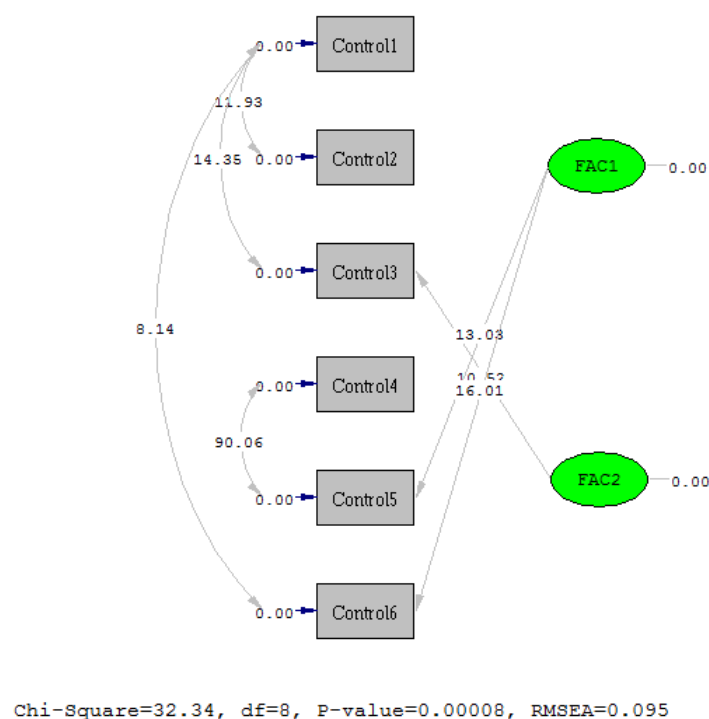 0.00
Control1
11.93
14.35
0.00
Control2
FAC1
0.00
0.00
Control3
8.14
13.03
10.52
16.01
0.00
Control4
90.06
0.00
Control5
FAC2
0.00
0.00
Control6
Chi-Square=32.34, df=8, P-value=0.00008, RMSEA=0.095